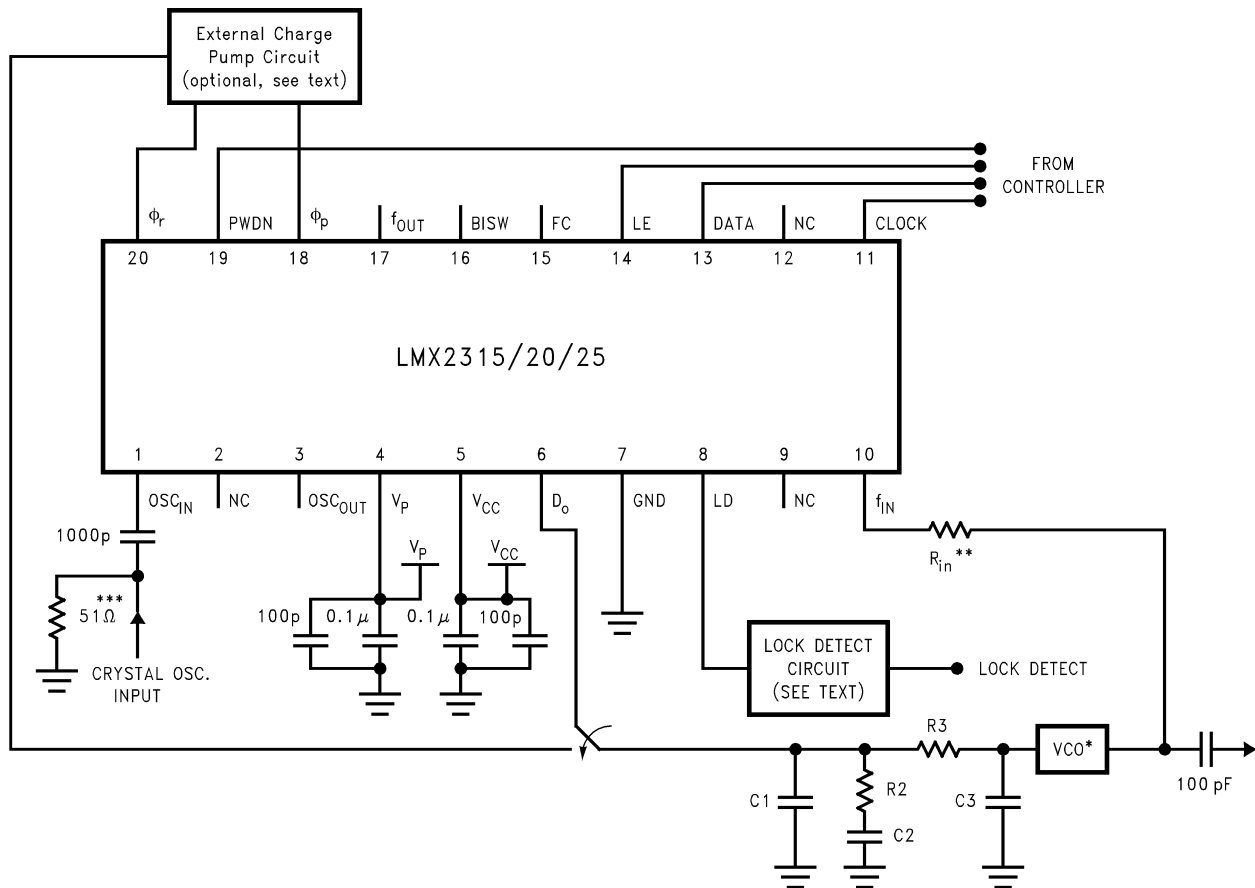 External Charge
Pump Circuit
(optional, see text)
FROM
CONTROLLER
ϕr
PWDN
ϕp
fOUT
BISW
FC
LE
DATA
NC
CLOCK
20
19
18
17
16
15
14
13
12
11
LMX2315/20/25
1
2
3
4
5
6
7
8
9
10
OSCIN
NC
OSCOUT
VP
VCC
Do
GND
LD
NC
fIN
1000p
VP
VCC
Rin**
***
51Ω
100p
0.1μ
0.1μ
100p
CRYSTAL OSC.
INPUT
LOCK DETECT
CIRCUIT
(SEE TEXT)
LOCK DETECT
R3
VCO*
100 pF
C1
R2
C3
C2